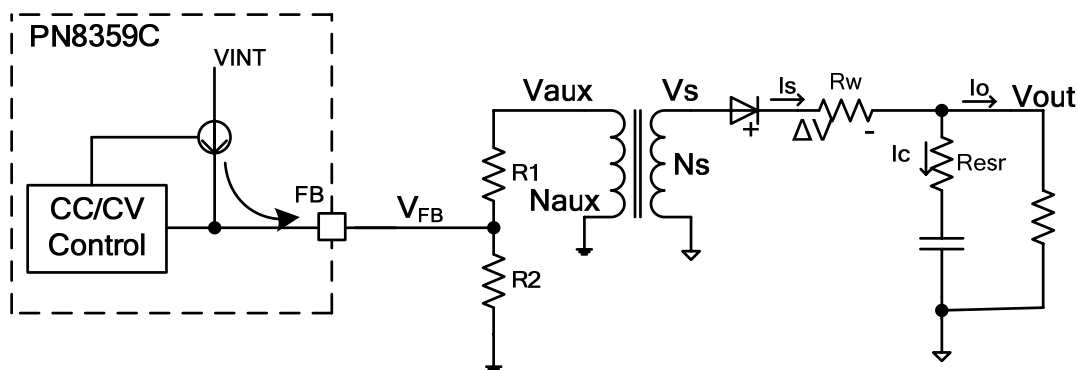 PN8359C
VINT
CC/CV
Control
FB
VFB
Vaux
Naux
R1
R2
Vs
Ns
Is
Rw
+
ΔV
-
Io
Vout
Ic
Resr